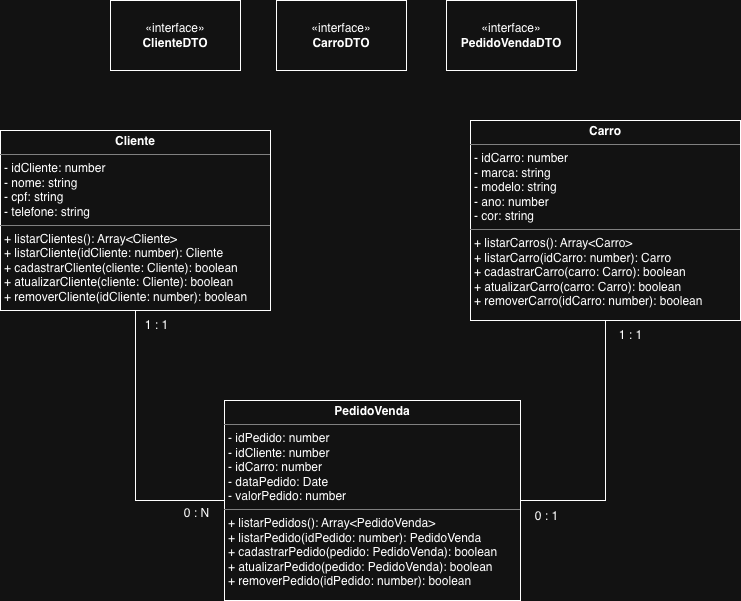 «interface»
ClienteDTO
«interface»
CarroDTO
«interface»
PedidoVendaDTO
Cliente
- idCliente: number
- nome: string
- cpf: string
- telefone: string
+ listarClientes(): Array<Cliente>
+ listarCliente(idCliente: number): Cliente
+ cadastrarCliente(cliente: Cliente): boolean
+ atualizarCliente(cliente: Cliente): boolean
+ removerCliente(idCliente: number): boolean
1 : 1
Carro
- idCarro: number
- marca: string
- modelo: string
- ano: number
- cor: string
+ listarCarros(): Array<Carro>
+ listarCarro(idCarro: number): Carro
+ cadastrarCarro(carro: Carro): boolean
+ atualizarCarro(carro: Carro): boolean
+ removerCarro(idCarro: number): boolean
1 : 1
PedidoVenda
- idPedido: number
- idCliente: number
- idCarro: number
- dataPedido: Date
- valorPedido: number
+ listarPedidos(): Array<PedidoVenda>
+ listarPedido(idPedido: number): PedidoVenda
+ cadastrarPedido(pedido: PedidoVenda): boolean
+ atualizarPedido(pedido: PedidoVenda): boolean
+ removerPedido(idPedido: number): boolean
0 : N
0 : 1